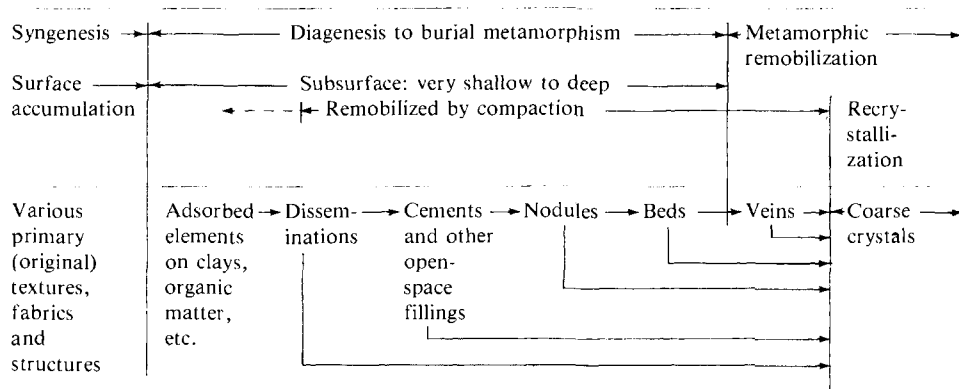 Syngenesis
Diagenesis to burial metamorphism
Metamorphic
remobilization
Surface
accumulation
Subsurface: very shallow to deep
Remobilized by compaction
Recry-
stalli-
zation
Various
primary
(original)
textures,
fabrics
and
structures
Adsorbed
elements
on clays,
organic
matter,
etc.
Dissem-
inations
Cements
and other
open-
space
fillings
Nodules
Beds
Veins
Coarse
crystals